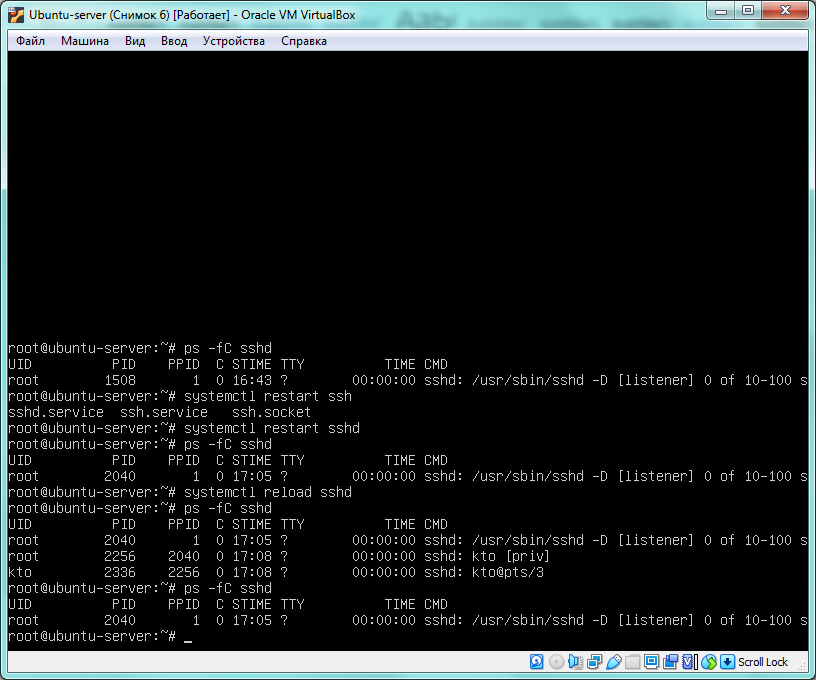 Ubuntu-server (Снимок 6) [Работает] - Oracle VM VirtualBox
Файл Машина Вид Ввод Устройства Справка
root@ubuntu-server:~# ps -fC sshd
UID PID PPID C STIME TTY TIME CMD
root 1508 1 0 16:43 ? 00:00:00 sshd: /usr/sbin/sshd -D [listener] 0 of 10-100 s
root@ubuntu-server:~# systemctl restart ssh
sshd.service ssh.service ssh.socket
root@ubuntu-server:~# systemctl restart sshd
root@ubuntu-server:~# ps -fC sshd
UID PID PPID C STIME TTY TIME CMD
root 2040 1 0 17:05 ? 00:00:00 sshd: /usr/sbin/sshd -D [listener] 0 of 10-100 s
root@ubuntu-server:~# systemctl reload sshd
root@ubuntu-server:~# ps -fC sshd
UID PID PPID C STIME TTY TIME CMD
root 2040 1 0 17:05 ? 00:00:00 sshd: /usr/sbin/sshd -D [listener] 0 of 10-100 s
root 2256 2040 0 17:08 ? 00:00:00 sshd: kto [priv]
kto 2336 2256 0 17:08 ? 00:00:00 sshd: kto@pts/3
root@ubuntu-server:~# ps -fC sshd
UID PID PPID C STIME TTY TIME CMD
root 2040 1 0 17:05 ? 00:00:00 sshd: /usr/sbin/sshd -D [listener] 0 of 10-100 s
root@ubuntu-server:~# _
Scroll Lock